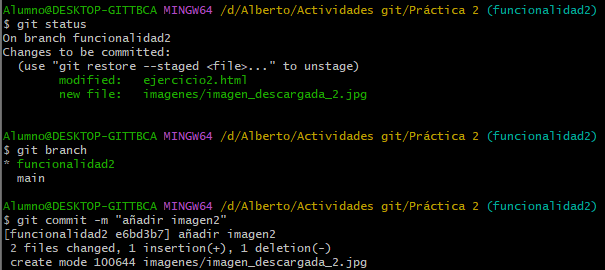 Alumno@DESKTOP-GITTBCA MINGW64 /d/Alberto/Actividades git/Práctica 2 (funcionalidad2)
$ git status
On branch funcionalidad2
Changes to be committed:
  (use "git restore --staged <file>..." to unstage)
        modified:   ejercicio2.html
        new file:   imagenes/imagen_descargada_2.jpg
Alumno@DESKTOP-GITTBCA MINGW64 /d/Alberto/Actividades git/Práctica 2 (funcionalidad2)
$ git branch
* funcionalidad2
  main
Alumno@DESKTOP-GITTBCA MINGW64 /d/Alberto/Actividades git/Práctica 2 (funcionalidad2)
$ git commit -m "añadir imagen2"
[funcionalidad2 e6bd3b7] añadir imagen2
 2 files changed, 1 insertion(+), 1 deletion(-)
 create mode 100644 imagenes/imagen_descargada_2.jpg